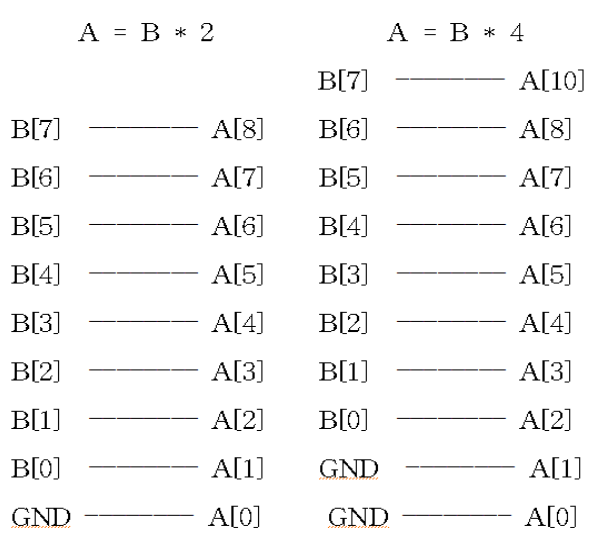 A = B * 2
B[7] ———— A[8]
B[6] ———— A[7]
B[5] ———— A[6]
B[4] ———— A[5]
B[3] ———— A[4]
B[2] ———— A[3]
B[1] ———— A[2]
B[0] ———— A[1]
GND ———— A[0]
A = B * 4
B[7] ———— A[10]
B[6] ———— A[8]
B[5] ———— A[7]
B[4] ———— A[6]
B[3] ———— A[5]
B[2] ———— A[4]
B[1] ———— A[3]
B[0] ———— A[2]
GND ———— A[1]
GND ———— A[0]